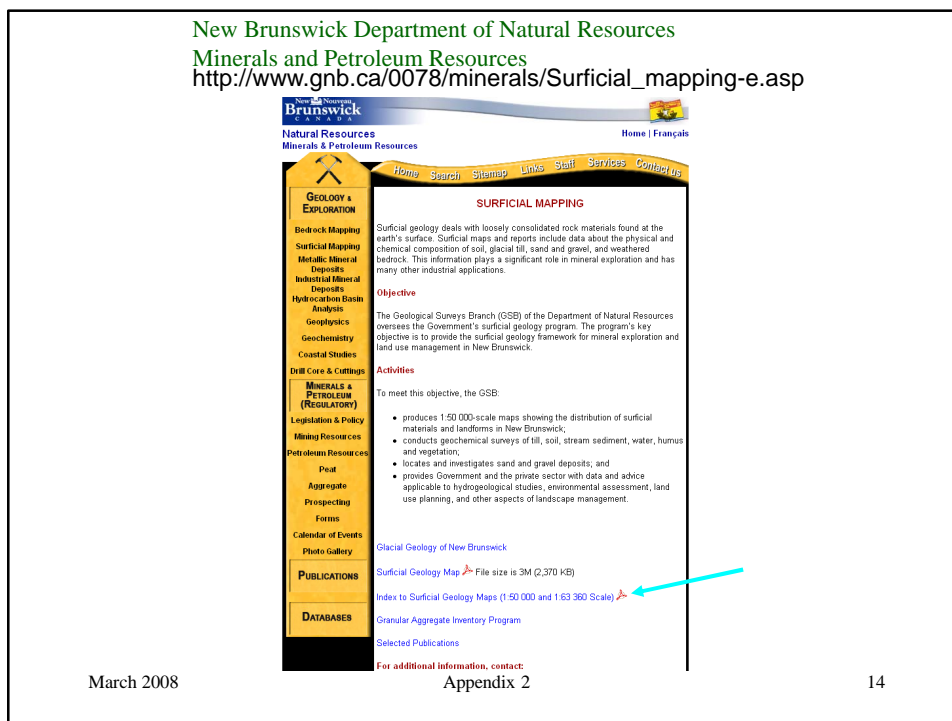 New Brunswick Department of Natural Resources
Minerals and Petroleum Resources
http://www.gnb.ca/0078/minerals/Surficial_mapping-e.asp
New Nouveau
Brunswick
CANADA
Natural Resources
Home | Français
Minerals & Petroleum Resources
Home Search Sitemap Links Staff Services Contact us
GEOLOGY &
EXPLORATION
Bedrock Mapping
Surficial Mapping
Metallic Mineral
Deposits
Industrial Mineral
Deposits
Hydrocarbon Basin
Analysis
Geophysics
Geochemistry
Coastal Studies
Drill Core & Cuttings
MINERALS &
PETROLEUM
(REGULATORY)
Legislation & Policy
Mining Resources
Petroleum Resources
Peat
Aggregate
Prospecting
Forms
Calendar of Events
Photo Gallery
PUBLICATIONS
DATABASES
SURFICIAL MAPPING
Surficial geology deals with loosely consolidated rock materials found at the
earth's surface. Surficial maps and reports include data about the physical and
chemical composition of soil, glacial till, sand and gravel, and weathered
bedrock. This information plays a significant role in mineral exploration and has
many other industrial applications.
Objective
The Geological Surveys Branch (GSB) of the Department of Natural Resources
oversees the Government's surficial geology program. The program's key
objective is to provide the surficial geology framework for mineral exploration and
land use management in New Brunswick.
Activities
To meet this objective, the GSB:
• produces 1:50 000-scale maps showing the distribution of surficial
materials and landforms in New Brunswick;
• conducts geochemical surveys of till, soil, stream sediment, water, humus
and vegetation;
• locates and investigates sand and gravel deposits; and
• provides Government and the private sector with data and advice
applicable to hydrogeological studies, environmental assessment, land
use planning, and other aspects of landscape management.
Glacial Geology of New Brunswick
Surficial Geology Map File size is 3M (2,370 KB)
Index to Surficial Geology Maps (1:50 000 and 1:63 360 Scale)
Granular Aggregate Inventory Program
Selected Publications
For additional information, contact:
March 2008
Appendix 2
14